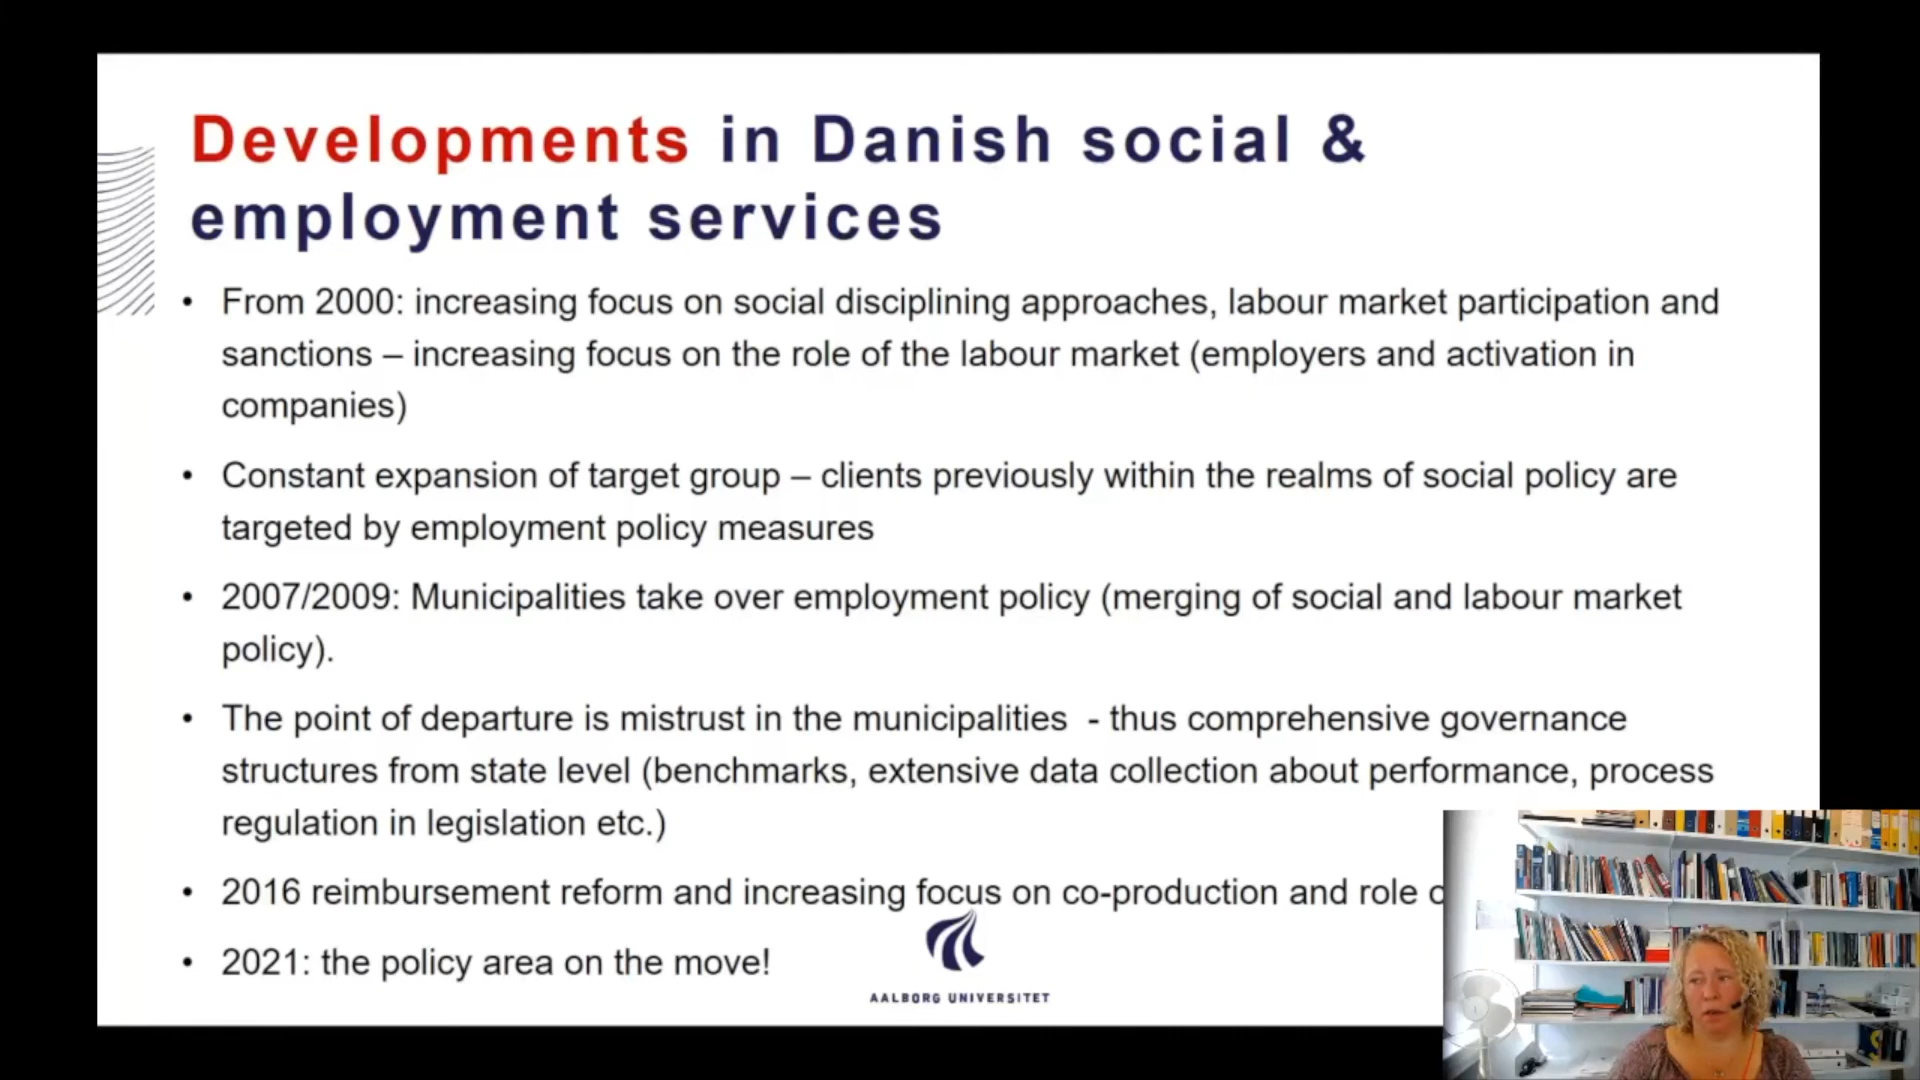 Developments in Danish social &
employment services
• From 2000: increasing focus on social disciplining approaches, labour market participation and
sanctions – increasing focus on the role of the labour market (employers and activation in
companies)
• Constant expansion of target group – clients previously within the realms of social policy are
targeted by employment policy measures
• 2007/2009: Municipalities take over employment policy (merging of social and labour market
policy).
• The point of departure is mistrust in the municipalities - thus comprehensive governance
structures from state level (benchmarks, extensive data collection about performance, process
regulation in legislation etc.)
• 2016 reimbursement reform and increasing focus on co-production and role
• 2021: the policy area on the move!
AALBORG UNIVERSITET